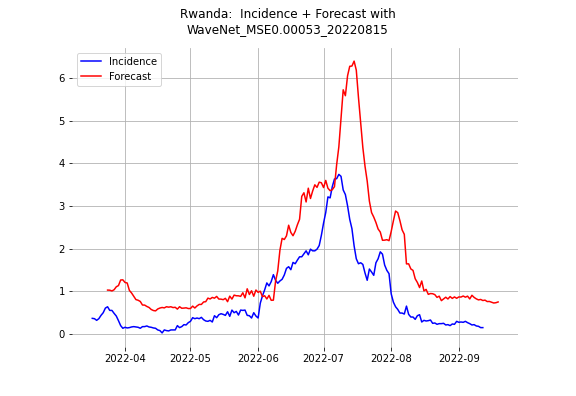 Rwanda:  Incidence + Forecast with
WaveNet_MSE0.00053_20220815
Incidence
Forecast
6
5
4
3
2
1
0
2022-04 2022-05 2022-06 2022-07 2022-08 2022-09